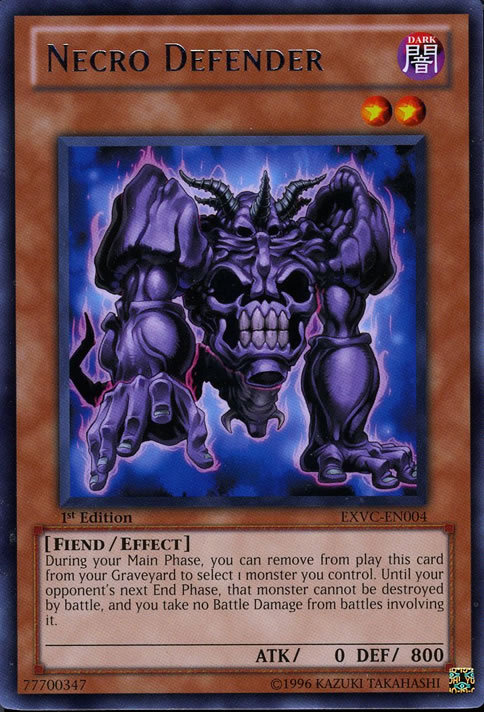 NECRO DEFENDER
DARK
闇
1st Edition
EXVC-EN004
[FIEND / EFFECT]
During your Main Phase, you can remove from play this card
from your Graveyard to select 1 monster you control. Until your
opponent's next End Phase, that monster cannot be destroyed
by battle, and you take no Battle Damage from battles involving
it.
ATK/ 0 DEF/ 800
77700347
©1996 KAZUKI TAKAHASHI